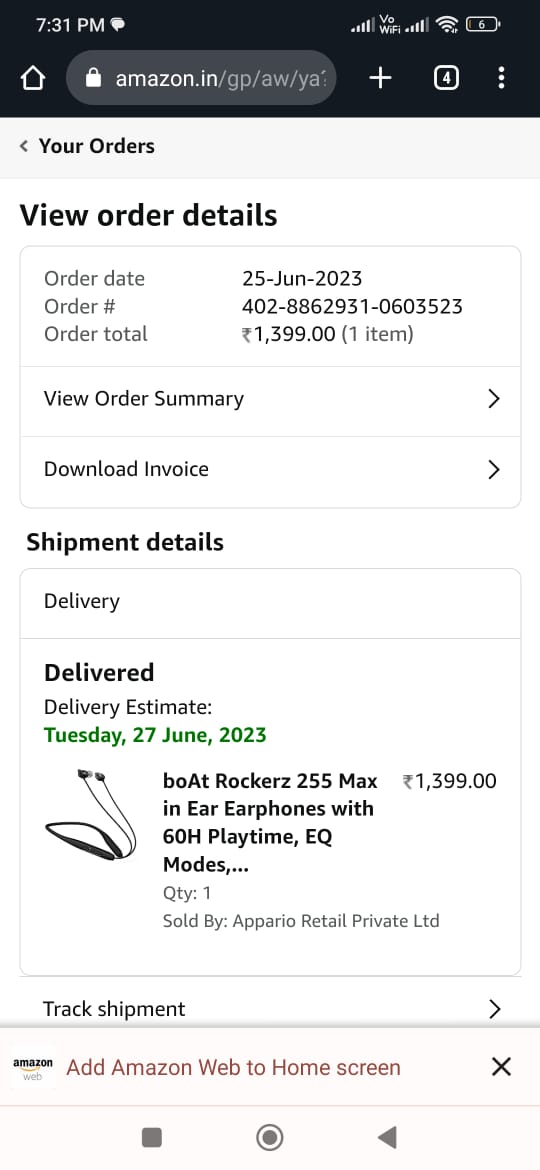 7:31 PM
Vo
WiFi
6
amazon.in/gp/aw/ya?
4
Your Orders
View order details
Order date 25-Jun-2023
Order # 402-8862931-0603523
Order total ₹1,399.00 (1 item)
View Order Summary
Download Invoice
Shipment details
Delivery
Delivered
Delivery Estimate:
Tuesday, 27 June, 2023
boAt Rockerz 255 Max ₹1,399.00
in Ear Earphones with
60H Playtime, EQ
Modes,...
Qty: 1
Sold By: Appario Retail Private Ltd
Track shipment
amazon
web
Add Amazon Web to Home screen